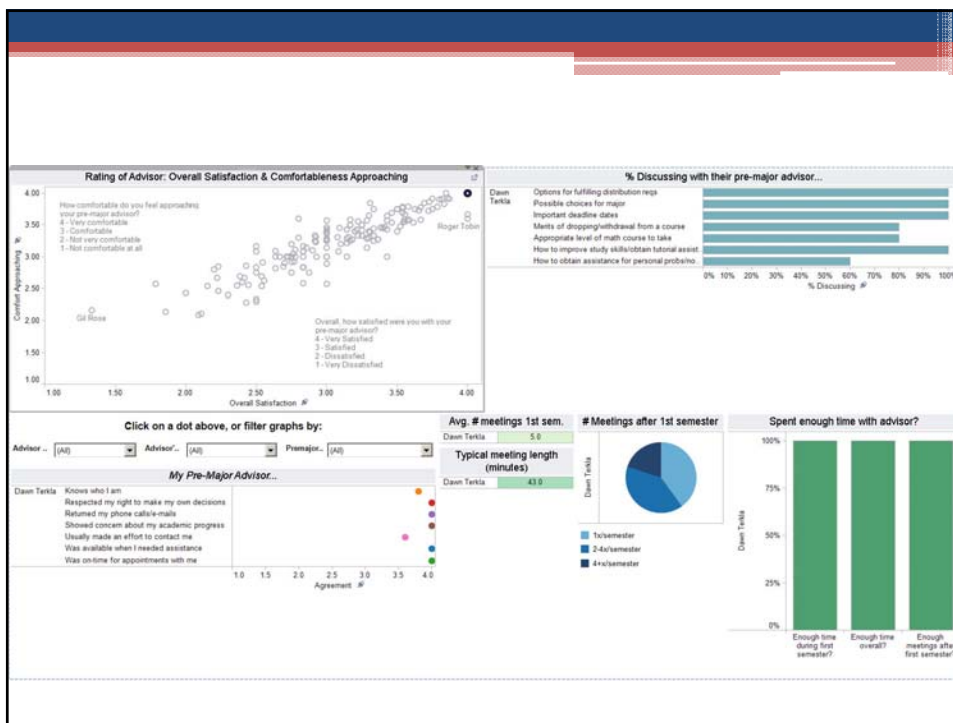 Rating of Advisor: Overall Satisfaction & Comfortableness Approaching
4.00
3.50
3.00
2.50
2.00
1.50
1.00
Comfort Approaching
How comfortable do you feel approaching
your pre-major advisor?
4 - Very comfortable
3 - Comfortable
2 - Not very comfortable
1 - Not comfortable at all
Roger Tobin
Gil Rose
Overall, how satisfied were you with your
pre-major advisor?
4 - Very Satisfied
3 - Satisfied
2 - Dissatisfied
1 - Very Dissatisfied
1.00 1.50 2.00 2.50 3.00 3.50 4.00
Overall Satisfaction
% Discussing with their pre-major advisor...
Dawn
Terkla
Options for fulfilling distribution reqs
Possible choices for major
Important deadline dates
Merits of dropping/withdrawal from a course
Appropriate level of math course to take
How to improve study skills/obtain tutorial assist.
How to obtain assistance for personal probs/no..
0% 10% 20% 30% 40% 50% 60% 70% 80% 90% 100%
% Discussing
Click on a dot above, or filter graphs by:
Advisor .. (All) Advisor'.. (All) Premajor.. (All)
My Pre-Major Advisor...
Dawn Terkla
Knows who I am
Respected my right to make my own decisions
Returned my phone calls/e-mails
Showed concern about my academic progress
Usually made an effort to contact me
Was available when I needed assistance
Was on-time for appointments with me
1.0 1.5 2.0 2.5 3.0 3.5 4.0
Agreement
Avg. # meetings 1st sem.
Dawn Terkla 5.0
Typical meeting length
(minutes)
Dawn Terkla 43.0
# Meetings after 1st semester
Dawn Terkla
1x/semester
2-4x/semester
4+x/semester
Spent enough time with advisor?
100%
75%
50%
25%
0%
Dawn Terkla
Enough time
during first
semester?
Enough time
overall?
Enough
meetings after
first semester?